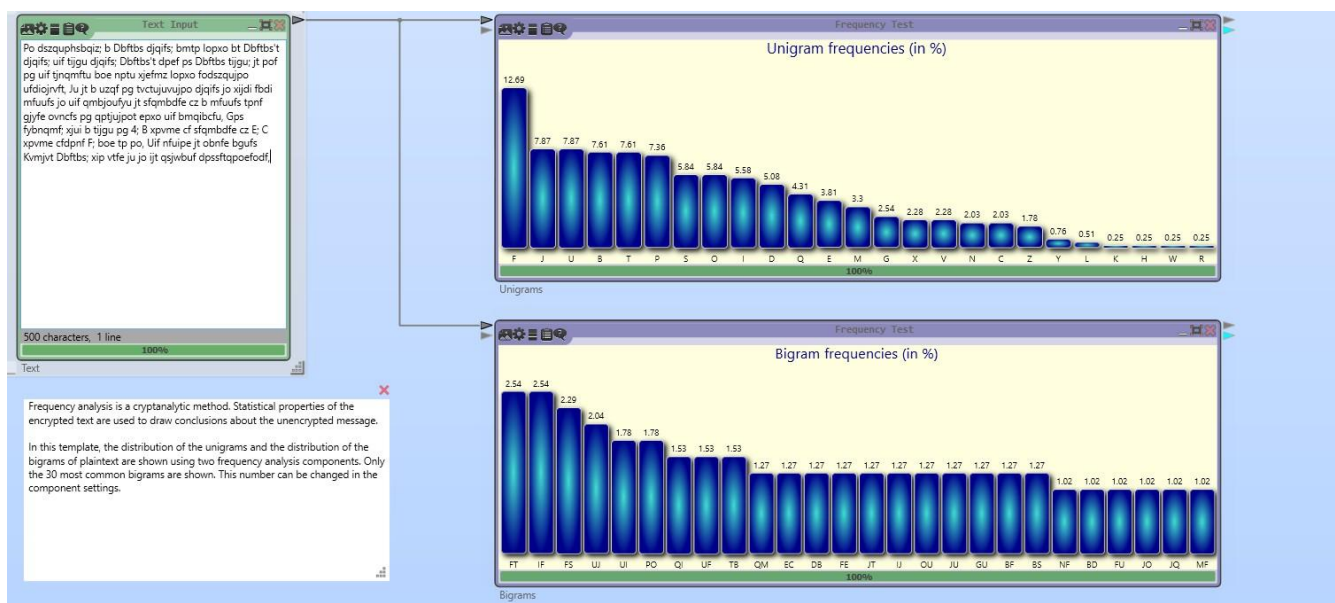 Text Input
Po dszquphsbqiz; b Dbftbs djqifs; bmtp lopxo bt Dbftbs't
djqifs; uif tijgu djqifs; Dbftbs't dpef ps Dbftbs tijgu; jt pof
pg uif tjnqmftu boe nptu xjefmz lopxo fodszqujpo
ufdiojrvft, Ju jt b uzqf pg tvctujuvujpo djqifs jo xijdi fbdi
mfuufs jo uif qmbjoufyu jt sfqmbdfe cz b mfuufs tpnf
gjyfe ovncfs pg qptjujpot epxo uif bmqibcfu, Gps
fybnqmf; xjui b tijgu pg 4; B xpvme cf sfqmbdfe cz E; C
xpvme cfdpnf F; boe tp po, Uif nfuipe jt obnfe bgufs
Kvmjvt Dbftbs; xip vtfe ju jo ijt qsjwbuf dpssftqpoefodf,
500 characters, 1 line
100%
Text
Frequency analysis is a cryptanalytic method. Statistical properties of the
encrypted text are used to draw conclusions about the unencrypted message.
In this template, the distribution of the unigrams and the distribution of the
bigrams of plaintext are shown using two frequency analysis components. Only
the 30 most common bigrams are shown. This number can be changed in the
component settings.
Frequency Test
Unigram frequencies (in %)
12.69 7.87 7.87 7.61 7.61 7.36 5.84 5.84 5.58 5.08 4.31 3.81 3.3 2.54 2.28 2.28 2.03 2.03 1.78 0.76 0.51 0.25 0.25 0.25 0.25
F J U B T P S O I D Q E M G X V N C Z Y L K H W R
100%
Unigrams
Frequency Test
Bigram frequencies (in %)
2.54 2.54 2.29 2.04 1.78 1.78 1.53 1.53 1.53 1.27 1.27 1.27 1.27 1.27 1.27 1.27 1.27 1.27 1.27 1.27 1.02 1.02 1.02 1.02 1.02 1.02
FT IF FS UJ UI PO QI UF TB QM EC DB FE JT IJ OU JU GU BF BS NF BD FU JO JQ MF
100%
Bigrams